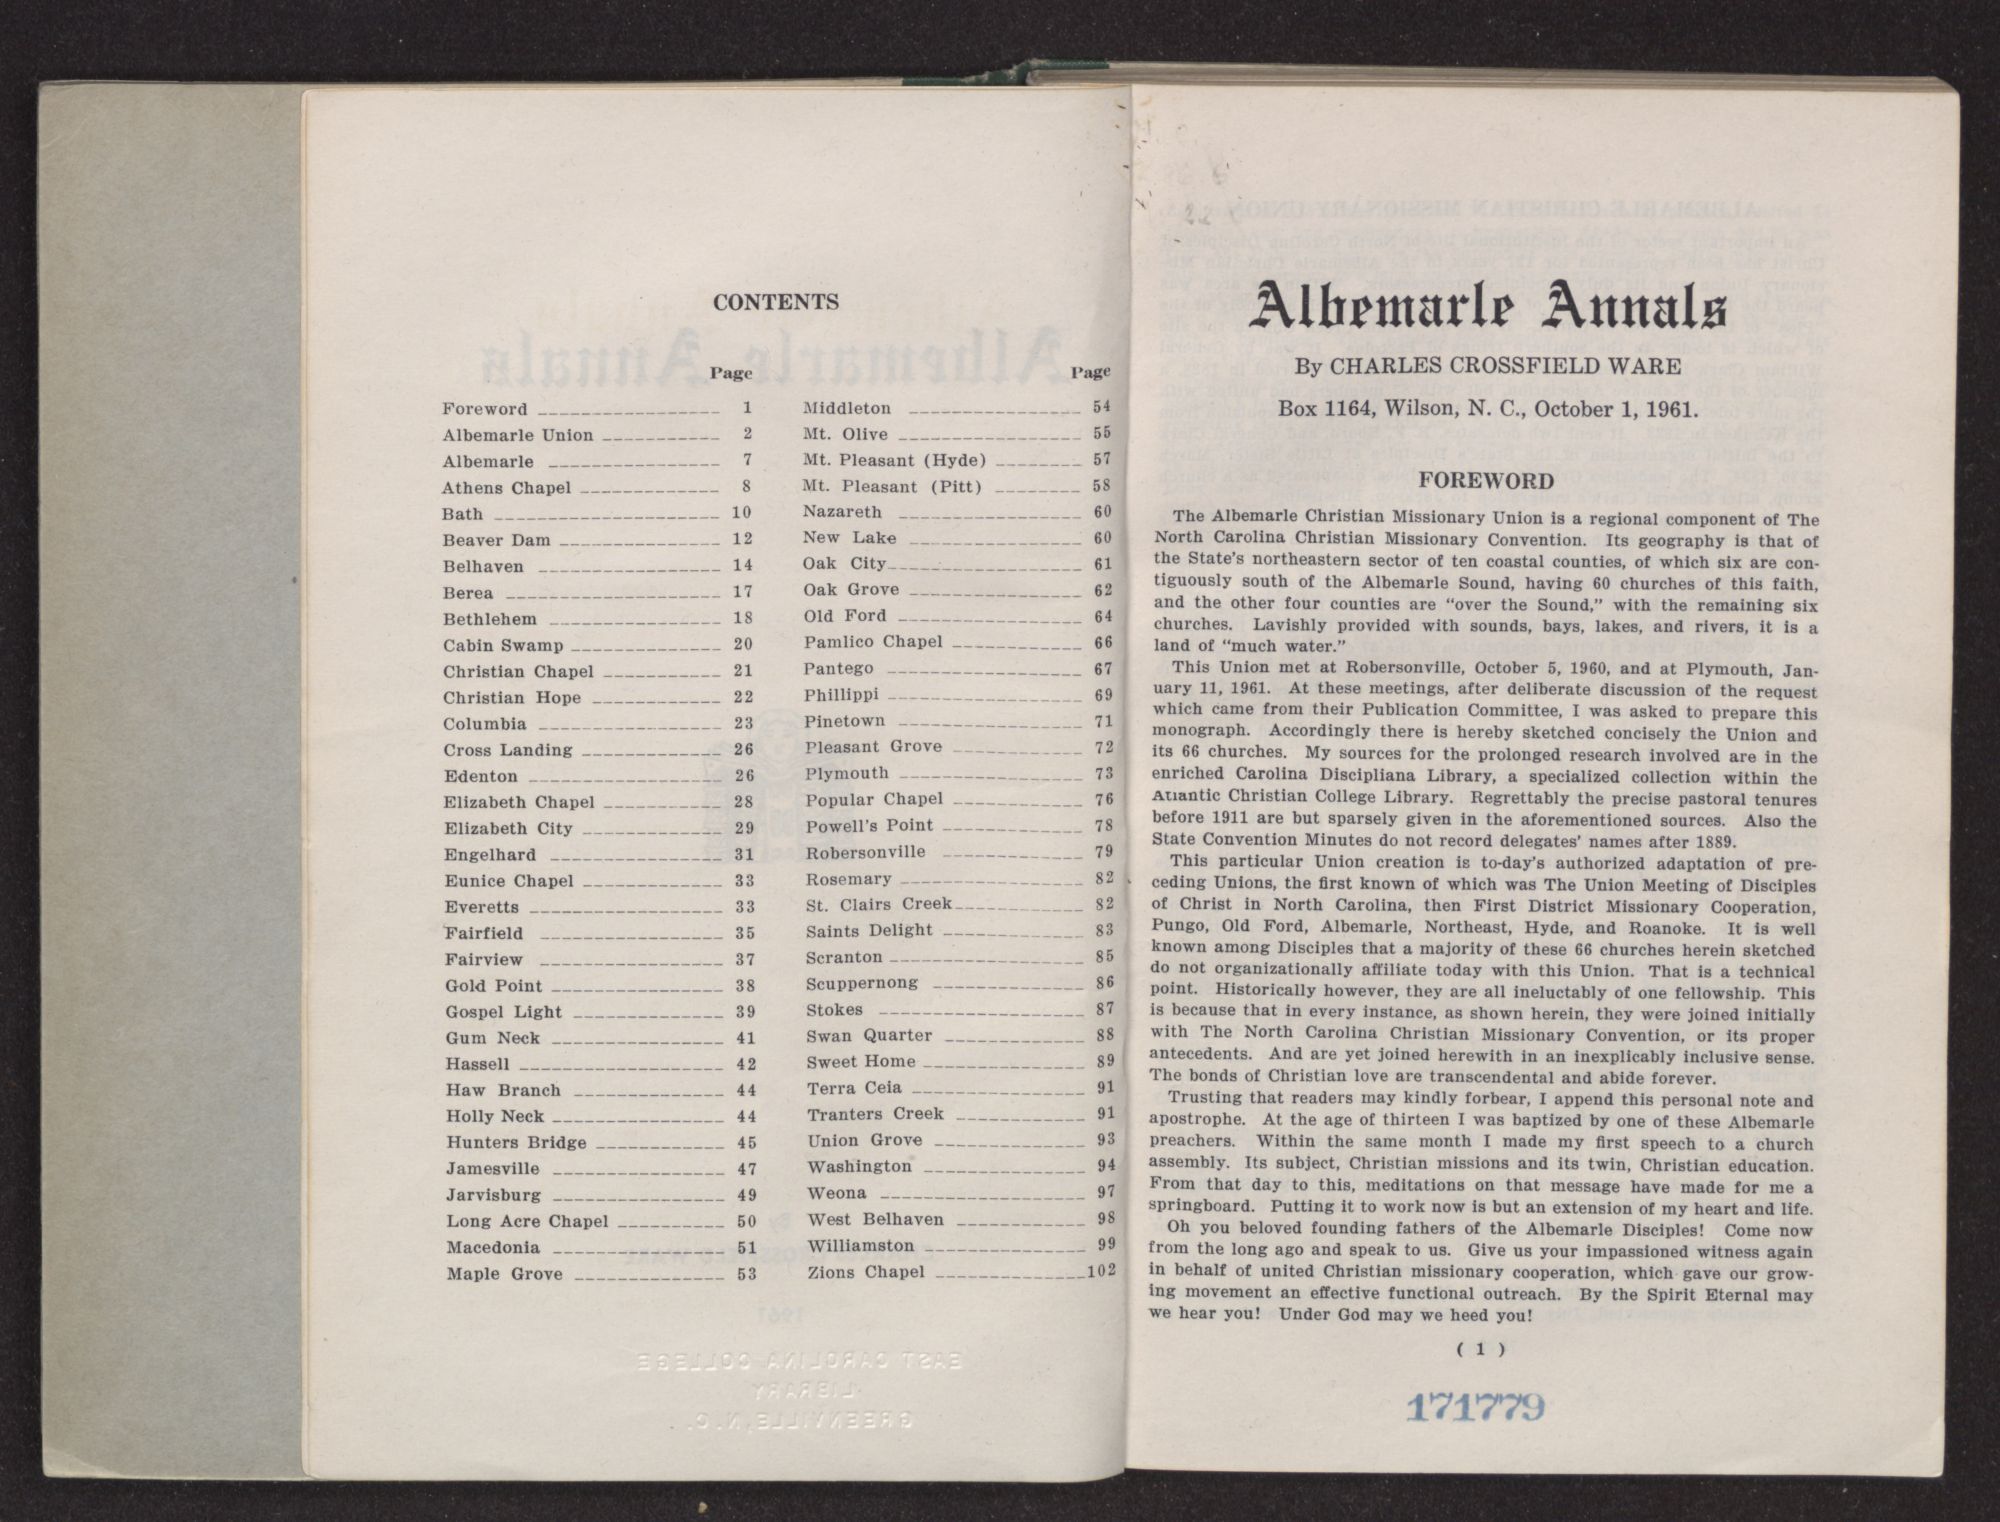 CONTENTS
Page
Foreword 1
Albemarle Union 2
Albemarle 7
Athens Chapel 8
Bath 10
Beaver Dam 12
Belhaven 14
Berea 17
Bethlehem 18
Cabin Swamp 20
Christian Chapel 21
Christian Hope 22
Columbia 23
Cross Landing 26
Edenton 26
Elizabeth Chapel 28
Elizabeth City 29
Engelhard 31
Eunice Chapel 33
Everetts 33
Fairfield 35
Fairview 37
Gold Point 38
Gospel Light 39
Gum Neck 41
Hassell 42
Haw Branch 44
Holly Neck 44
Hunters Bridge 45
Jamesville 47
Jarvisburg 49
Long Acre Chapel 50
Macedonia 51
Maple Grove 53
Page
Middleton 54
Mt. Olive 55
Mt. Pleasant (Hyde) 57
Mt. Pleasant (Pitt) 58
Nazareth 60
New Lake 60
Oak City 61
Oak Grove 62
Old Ford 64
Pamlico Chapel 66
Pantego 67
Phillippi 69
Pinetown 71
Pleasant Grove 72
Plymouth 73
Popular Chapel 76
Powell's Point 78
Robersonville 79
Rosemary 82
St. Clairs Creek 82
Saints Delight 83
Scranton 85
Scuppernong 86
Stokes 87
Swan Quarter 88
Sweet Home 89
Terra Ceia 91
Tranters Creek 91
Union Grove 93
Washington 94
Weona 97
West Belhaven 98
Williamston 99
Zions Chapel 102
EAST CAROLINA COLLEGE
LIBRARY
GREENVILLE, N.C.
Albemarle Annals
By CHARLES CROSSFIELD WARE
Box 1164, Wilson, N. C., October 1, 1961.
FOREWORD
The Albemarle Christian Missionary Union is a regional component of The
North Carolina Christian Missionary Convention. Its geography is that of
the State's northeastern sector of ten coastal counties, of which six are con-
tiguously south of the Albemarle Sound, having 60 churches of this faith,
and the other four counties are "over the Sound," with the remaining six
churches. Lavishly provided with sounds, bays, lakes, and rivers, it is a
land of "much water."
This Union met at Robersonville, October 5, 1960, and at Plymouth, Jan-
uary 11, 1961. At these meetings, after deliberate discussion of the request
which came from their Publication Committee, I was asked to prepare this
monograph. Accordingly there is hereby sketched concisely the Union and
its 66 churches. My sources for the prolonged research involved are in the
enriched Carolina Discipliana Library, a specialized collection within the
Atlantic Christian College Library. Regrettably the precise pastoral tenures
before 1911 are but sparsely given in the aforementioned sources. Also the
State Convention Minutes do not record delegates' names after 1889.
This particular Union creation is to-day's authorized adaptation of pre-
ceding Unions, the first known of which was The Union Meeting of Disciples
of Christ in North Carolina, then First District Missionary Cooperation,
Pungo, Old Ford, Albemarle, Northeast, Hyde, and Roanoke. It is well
known among Disciples that a majority of these 66 churches herein sketched
do not organizationally affiliate today with this Union. That is a technical
point. Historically however, they are all ineluctably of one fellowship. This
is because that in every instance, as shown herein, they were joined initially
with The North Carolina Christian Missionary Convention, or its proper
antecedents. And are yet joined herewith in an inexplicably inclusive sense.
The bonds of Christian love are transcendental and abide forever.
Trusting that readers may kindly forbear, I append this personal note and
apostrophe. At the age of thirteen I was baptized by one of these Albemarle
preachers. Within the same month I made my first speech to a church
assembly. Its subject, Christian missions and its twin, Christian education.
From that day to this, meditations on that message have made for me a
springboard. Putting it to work now is but an extension of my heart and life.
Oh you beloved founding fathers of the Albemarle Disciples! Come now
from the long ago and speak to us. Give us your impassioned witness again
in behalf of united Christian missionary cooperation, which gave our grow-
ing movement an effective functional outreach. By the Spirit Eternal may
we hear you! Under God may we heed you!
( 1 )
171779